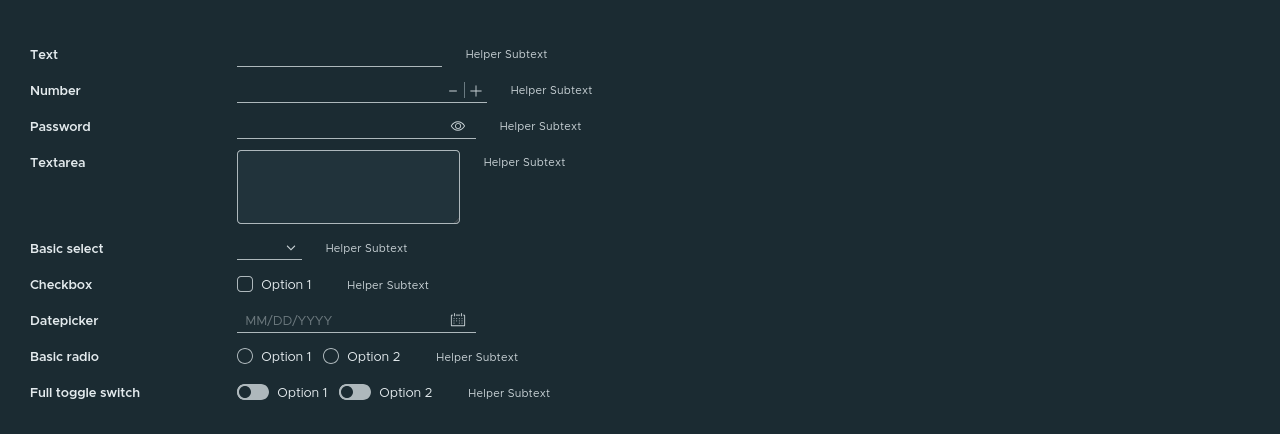 Text Helper Subtext
Number Helper Subtext
Password Helper Subtext
Textarea Helper Subtext
Basic select Helper Subtext
Checkbox Option 1 Helper Subtext
Datepicker MM/DD/YYYY
Basic radio Option 1 Option 2 Helper Subtext
Full toggle switch Option 1 Option 2 Helper Subtext